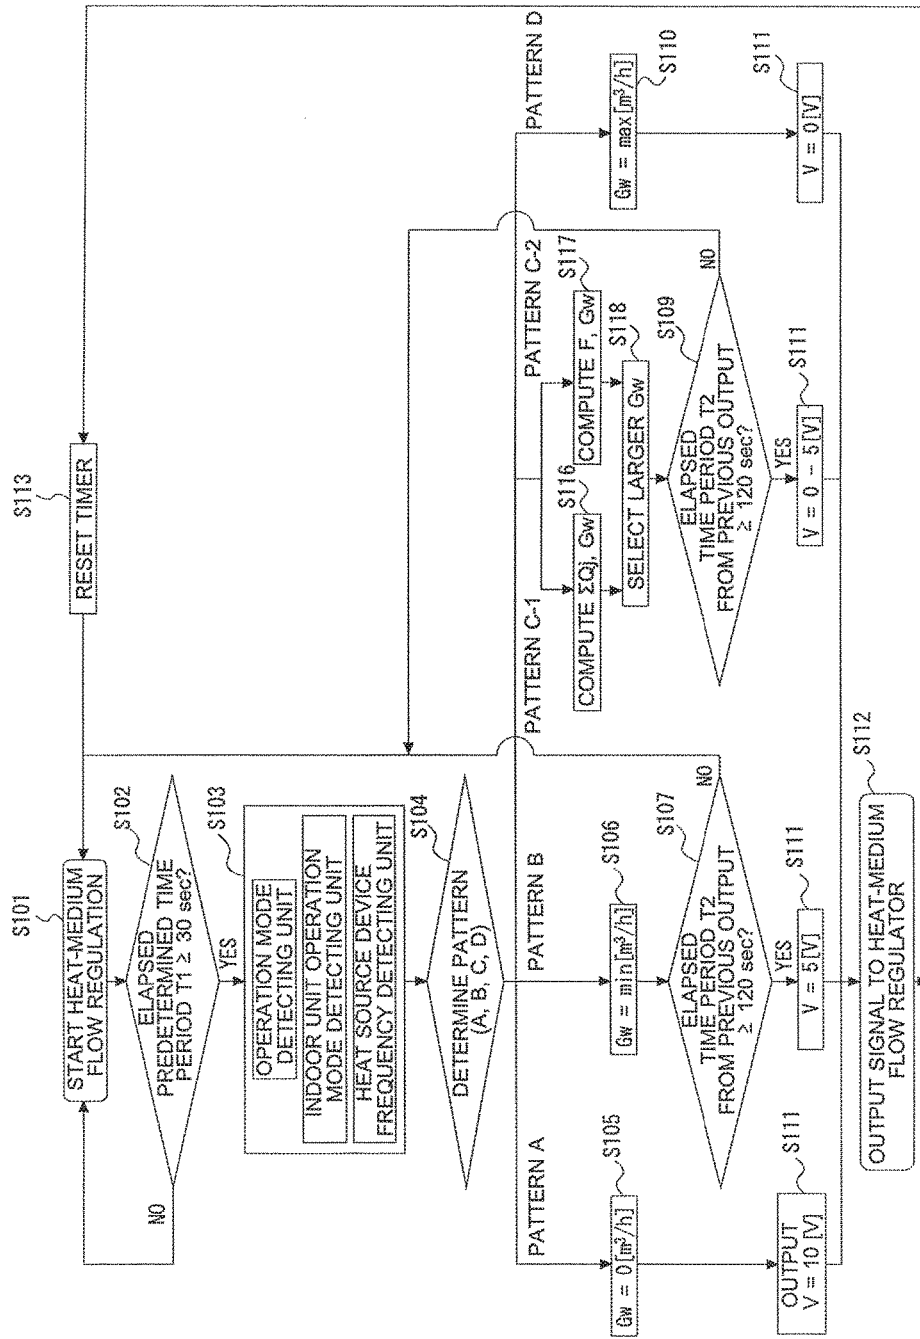 S101
START HEAT-MEDIUM
FLOW REGULATION
S113
RESET TIMER
S102
ELAPSED
PREDETERMINED TIME
PERIOD T1 ≥ 30 sec?
NO
YES
S103
OPERATION MODE
DETECTING UNIT
INDOOR UNIT OPERATION
MODE DETECTING UNIT
HEAT SOURCE DEVICE
FREQUENCY DETECTING UNIT
S104
DETERMINE PATTERN
(A, B, C, D)
PATTERN A
PATTERN B
PATTERN C-1
PATTERN C-2
PATTERN D
S105
Gw = 0[m³/h]
S106
Gw = min[m³/h]
S116
COMPUTE ΣQj, Gw
S117
COMPUTE F, Gw
S118
SELECT LARGER Gw
S110
Gw = max[m³/h]
S107
ELAPSED
TIME PERIOD T2
FROM PREVIOUS OUTPUT
≥ 120 sec?
NO
YES
S109
ELAPSED
TIME PERIOD T2
FROM PREVIOUS OUTPUT
≥ 120 sec?
NO
YES
S111
OUTPUT
V = 10[V]
S111
V = 5[V]
S111
V = 0 - 5[V]
S111
V = 0[V]
S112
OUTPUT SIGNAL TO HEAT-MEDIUM
FLOW REGULATOR